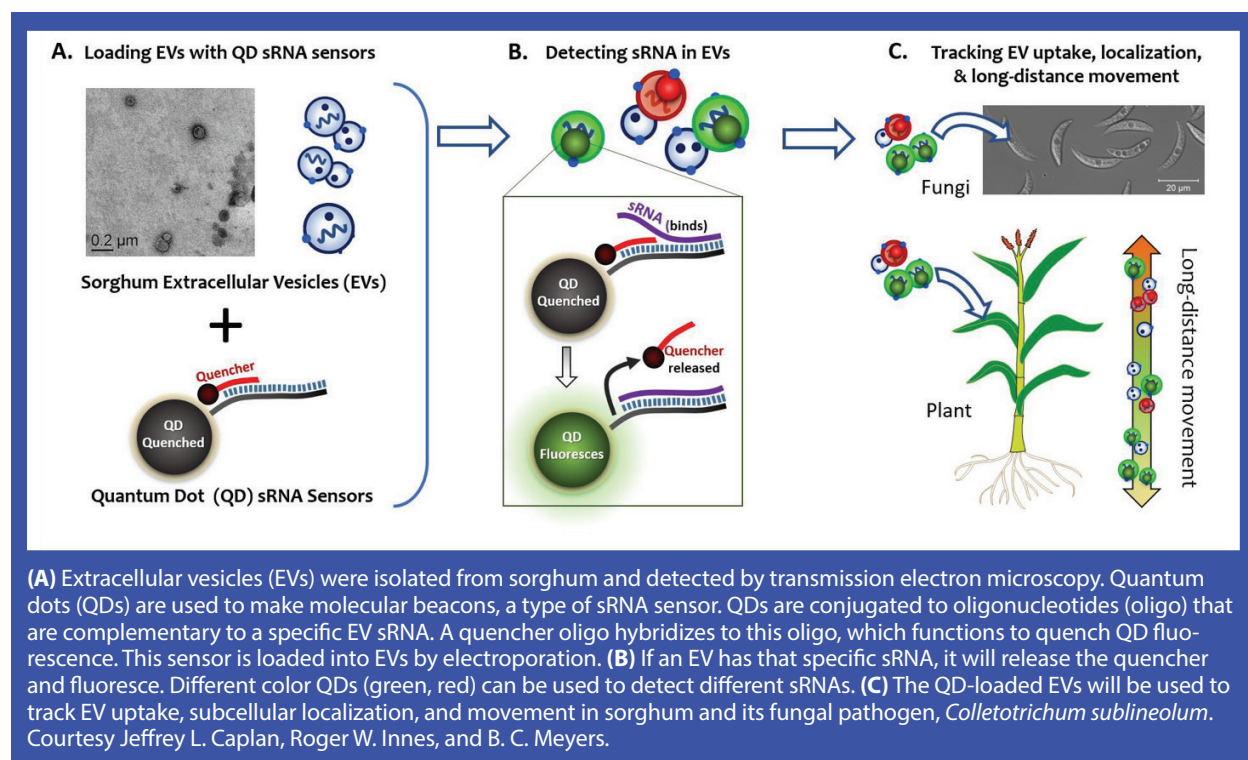 A. Loading EVs with QD sRNA sensors
0.2 µm
Sorghum Extracellular Vesicles (EVs)
+
Quencher
QD
Quenched
Quantum Dot (QD) sRNA Sensors
B. Detecting sRNA in EVs
sRNA (binds)
QD
Quenched
Quencher
released
QD
Fluoresces
C. Tracking EV uptake, localization,
& long-distance movement
Fungi
20 µm
Plant
Long-distance movement
(A) Extracellular vesicles (EVs) were isolated from sorghum and detected by transmission electron microscopy. Quantum
dots (QDs) are used to make molecular beacons, a type of sRNA sensor. QDs are conjugated to oligonucleotides (oligo) that
are complementary to a specific EV sRNA. A quencher oligo hybridizes to this oligo, which functions to quench QD fluo-
rescence. This sensor is loaded into EVs by electroporation. (B) If an EV has that specific sRNA, it will release the quencher
and fluoresce. Different color QDs (green, red) can be used to detect different sRNAs. (C) The QD-loaded EVs will be used to
track EV uptake, subcellular localization, and movement in sorghum and its fungal pathogen, Colletotrichum sublineolum.
Courtesy Jeffrey L. Caplan, Roger W. Innes, and B. C. Meyers.